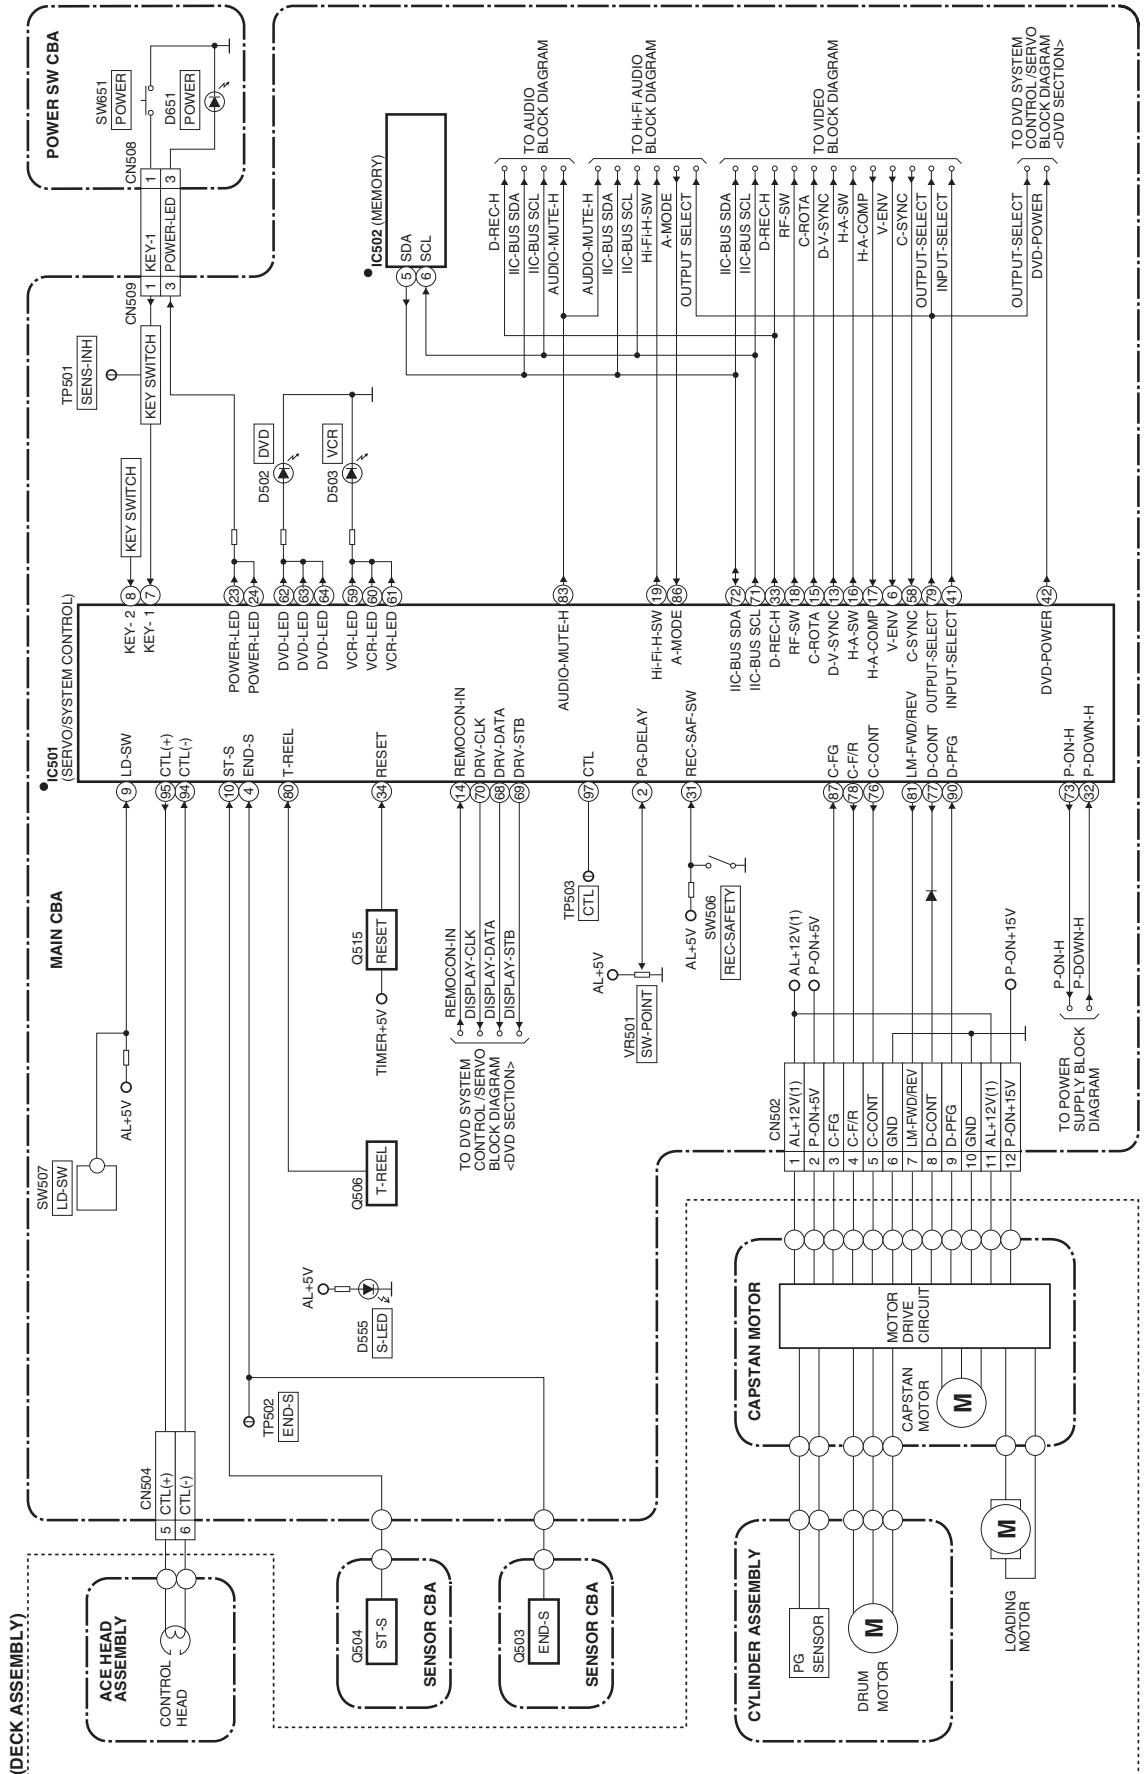 (DECK ASSEMBLY)
ACE HEAD
ASSEMBLY
CONTROL
HEAD
CN504
5 CTL(+)
6 CTL(-)
Q504
ST-S
SENSOR CBA
Q503
END-S
SENSOR CBA
CYLINDER ASSEMBLY
PG
SENSOR
M
DRUM
MOTOR
M
LOADING
MOTOR
CAPSTAN MOTOR
M
CAPSTAN
MOTOR
MOTOR
DRIVE
CIRCUIT
CN502
1 AL+12V(1)
2 P-ON+5V
3 C-FG
4 C-F/R
5 C-CONT
6 GND
7 LM-FWD/REV
8 D-CONT
9 D-PFG
10 GND
11 AL+12V(1)
12 P-ON+15V
AL+12V(1)
P-ON+5V
P-ON+15V
TO POWER
SUPPLY BLOCK
DIAGRAM
P-ON-H
P-DOWN-H
MAIN CBA
SW507
LD-SW
AL+5V
TP502
END-S
AL+5V
D555
S-LED
Q506
T-REEL
Q515
RESET
TIMER+5V
TO DVD SYSTEM
CONTROL /SERVO
BLOCK DIAGRAM
<DVD SECTION>
REMOCON-IN
DISPLAY-CLK
DISPLAY-DATA
DISPLAY-STB
TP503
CTL
AL+5V
VR501
SW-POINT
AL+5V
SW506
REC-SAFETY
IC501
(SERVO/SYSTEM CONTROL)
9 LD-SW
95 CTL(+)
94 CTL(-)
10 ST-S
4 END-S
80 T-REEL
34 RESET
14 REMOCON-IN
70 DRV-CLK
68 DRV-DATA
69 DRV-STB
97 CTL
2 PG-DELAY
31 REC-SAF-SW
87 C-FG
78 C-F/R
76 C-CONT
81 LM-FWD/REV
77 D-CONT
90 D-PFG
73 P-ON-H
32 P-DOWN-H
KEY- 2 8
KEY- 1 7
POWER-LED 23
POWER-LED 24
DVD-LED 62
DVD-LED 63
DVD-LED 64
VCR-LED 59
VCR-LED 60
VCR-LED 61
AUDIO-MUTE-H 83
Hi-Fi-H-SW 19
A-MODE 86
IIC-BUS SDA 72
IIC-BUS SCL 71
D-REC-H 33
RF-SW 18
C-ROTA 15
D-V-SYNC 13
H-A-SW 16
H-A-COMP 17
V-ENV 6
C-SYNC 58
OUTPUT-SELECT 79
INPUT-SELECT 41
DVD-POWER 42
KEY SWITCH
KEY SWITCH
TP501
SENS-INH
D502 DVD
D503 VCR
CN509
1 KEY-1 1
3 POWER-LED 3
CN508
POWER SW CBA
SW651
POWER
D651
POWER
IC502 (MEMORY)
5 SDA
6 SCL
D-REC-H
IIC-BUS SDA
IIC-BUS SCL
AUDIO-MUTE-H
TO AUDIO
BLOCK DIAGRAM
AUDIO-MUTE-H
IIC-BUS SDA
IIC-BUS SCL
Hi-Fi-H-SW
A-MODE
OUTPUT SELECT
TO Hi-Fi AUDIO
BLOCK DIAGRAM
IIC-BUS SDA
IIC-BUS SCL
D-REC-H
RF-SW
C-ROTA
D-V-SYNC
H-A-SW
H-A-COMP
V-ENV
C-SYNC
OUTPUT-SELECT
INPUT-SELECT
TO VIDEO
BLOCK DIAGRAM
OUTPUT-SELECT
DVD-POWER
TO DVD SYSTEM
CONTROL /SERVO
BLOCK DIAGRAM
<DVD SECTION>